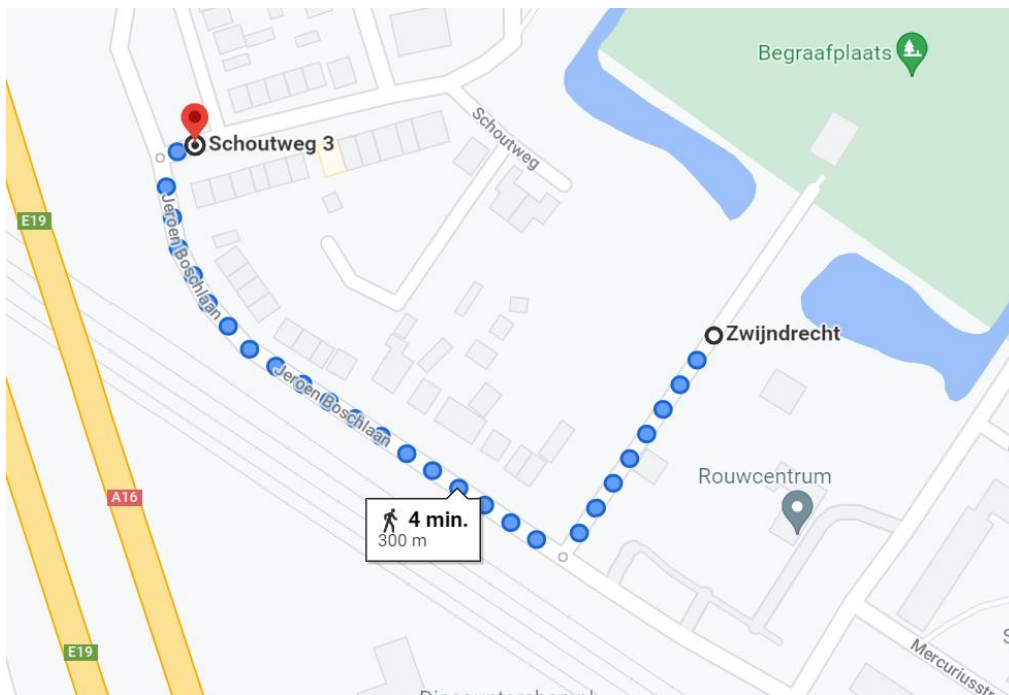 Begraafplaats
Schoutweg 3
Schoutweg
E19
Jeroen Boschlaan
Zwijndrecht
Jeroen Boschlaan
Rouwcentrum
A16
4 min.
300 m
E19